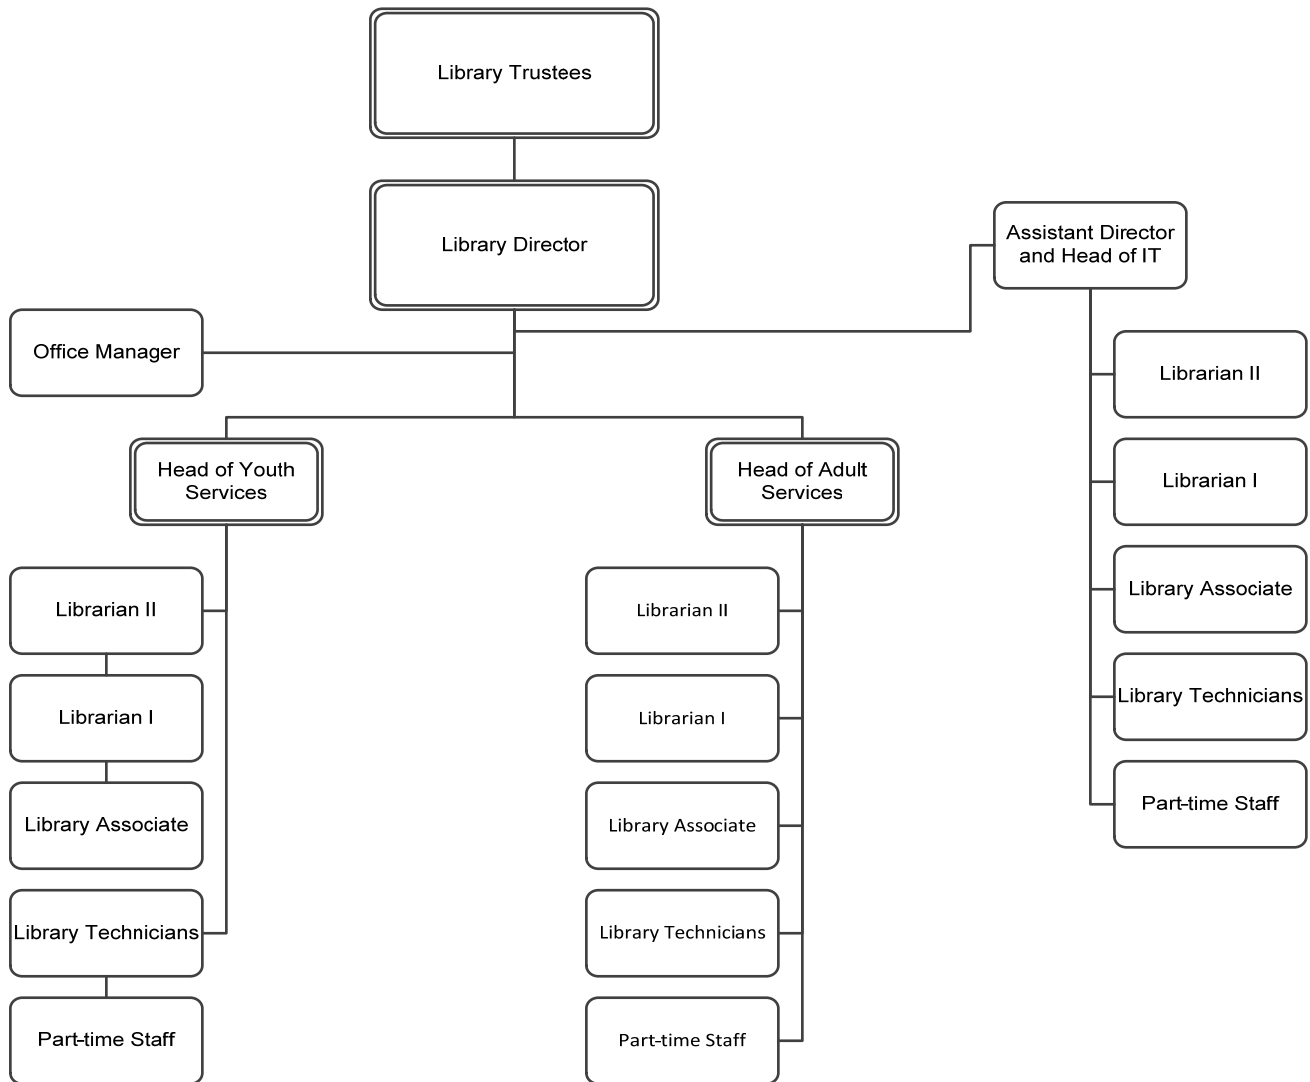 Library Trustees
Library Director
Assistant Director
and Head of IT
Office Manager
Head of Youth
Services
Librarian II
Librarian I
Library Associate
Library Technicians
Part-time Staff
Head of Adult
Services
Librarian II
Librarian I
Library Associate
Library Technicians
Part-time Staff
Librarian II
Librarian I
Library Associate
Library Technicians
Part-time Staff